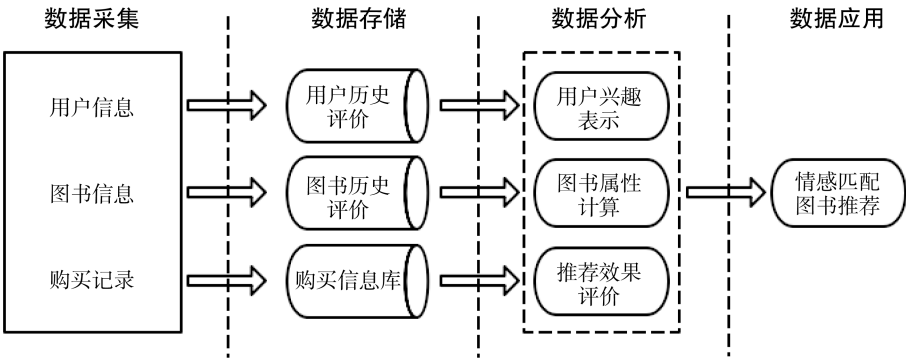 数据采集
数据存储
数据分析
数据应用
用户信息
用户历史
评价
用户兴趣
表示
图书信息
图书历史
评价
图书属性
计算
情感匹配
图书推荐
购买记录
购买信息库
推荐效果
评价